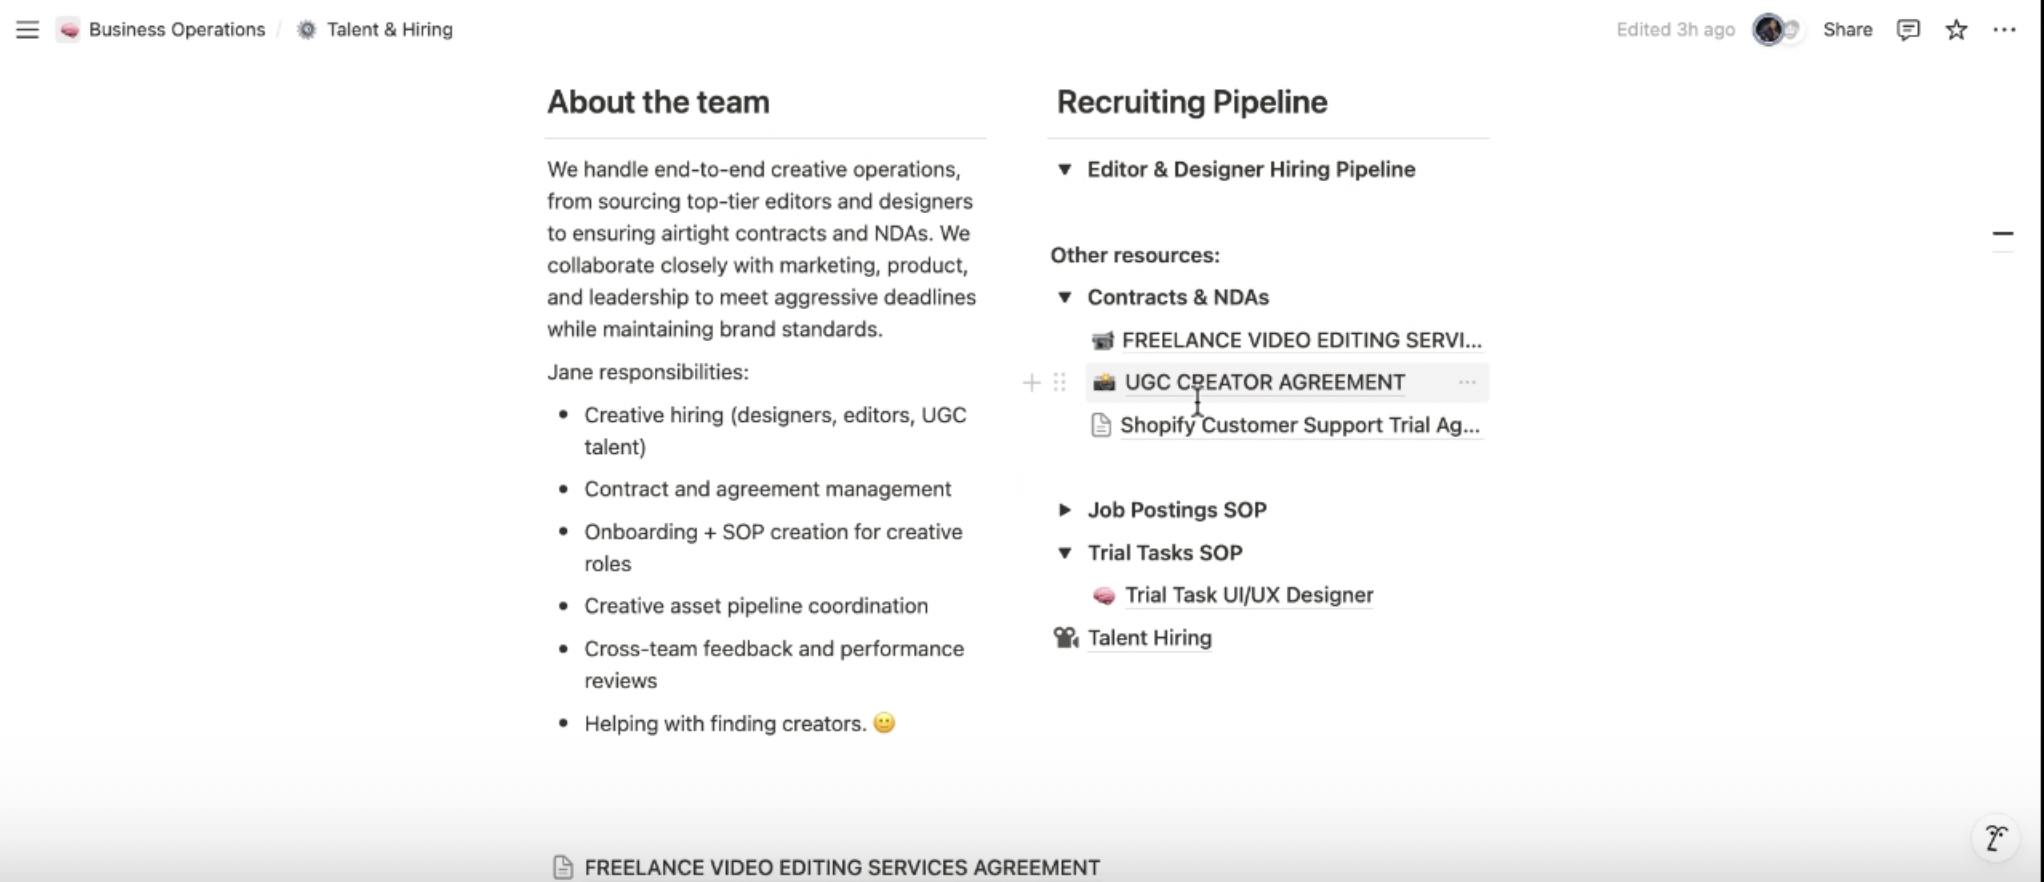 Business Operations / Talent & Hiring
Edited 3h ago
Share
About the team
We handle end-to-end creative operations,
from sourcing top-tier editors and designers
to ensuring airtight contracts and NDAs. We
collaborate closely with marketing, product,
and leadership to meet aggressive deadlines
while maintaining brand standards.
Jane responsibilities:
• Creative hiring (designers, editors, UGC
talent)
• Contract and agreement management
• Onboarding + SOP creation for creative
roles
• Creative asset pipeline coordination
• Cross-team feedback and performance
reviews
• Helping with finding creators. 🙂
Recruiting Pipeline
Editor & Designer Hiring Pipeline
Other resources:
Contracts & NDAs
FREELANCE VIDEO EDITING SERVI...
UGC CREATOR AGREEMENT
Shopify Customer Support Trial Ag...
Job Postings SOP
Trial Tasks SOP
Trial Task UI/UX Designer
Talent Hiring
FREELANCE VIDEO EDITING SERVICES AGREEMENT